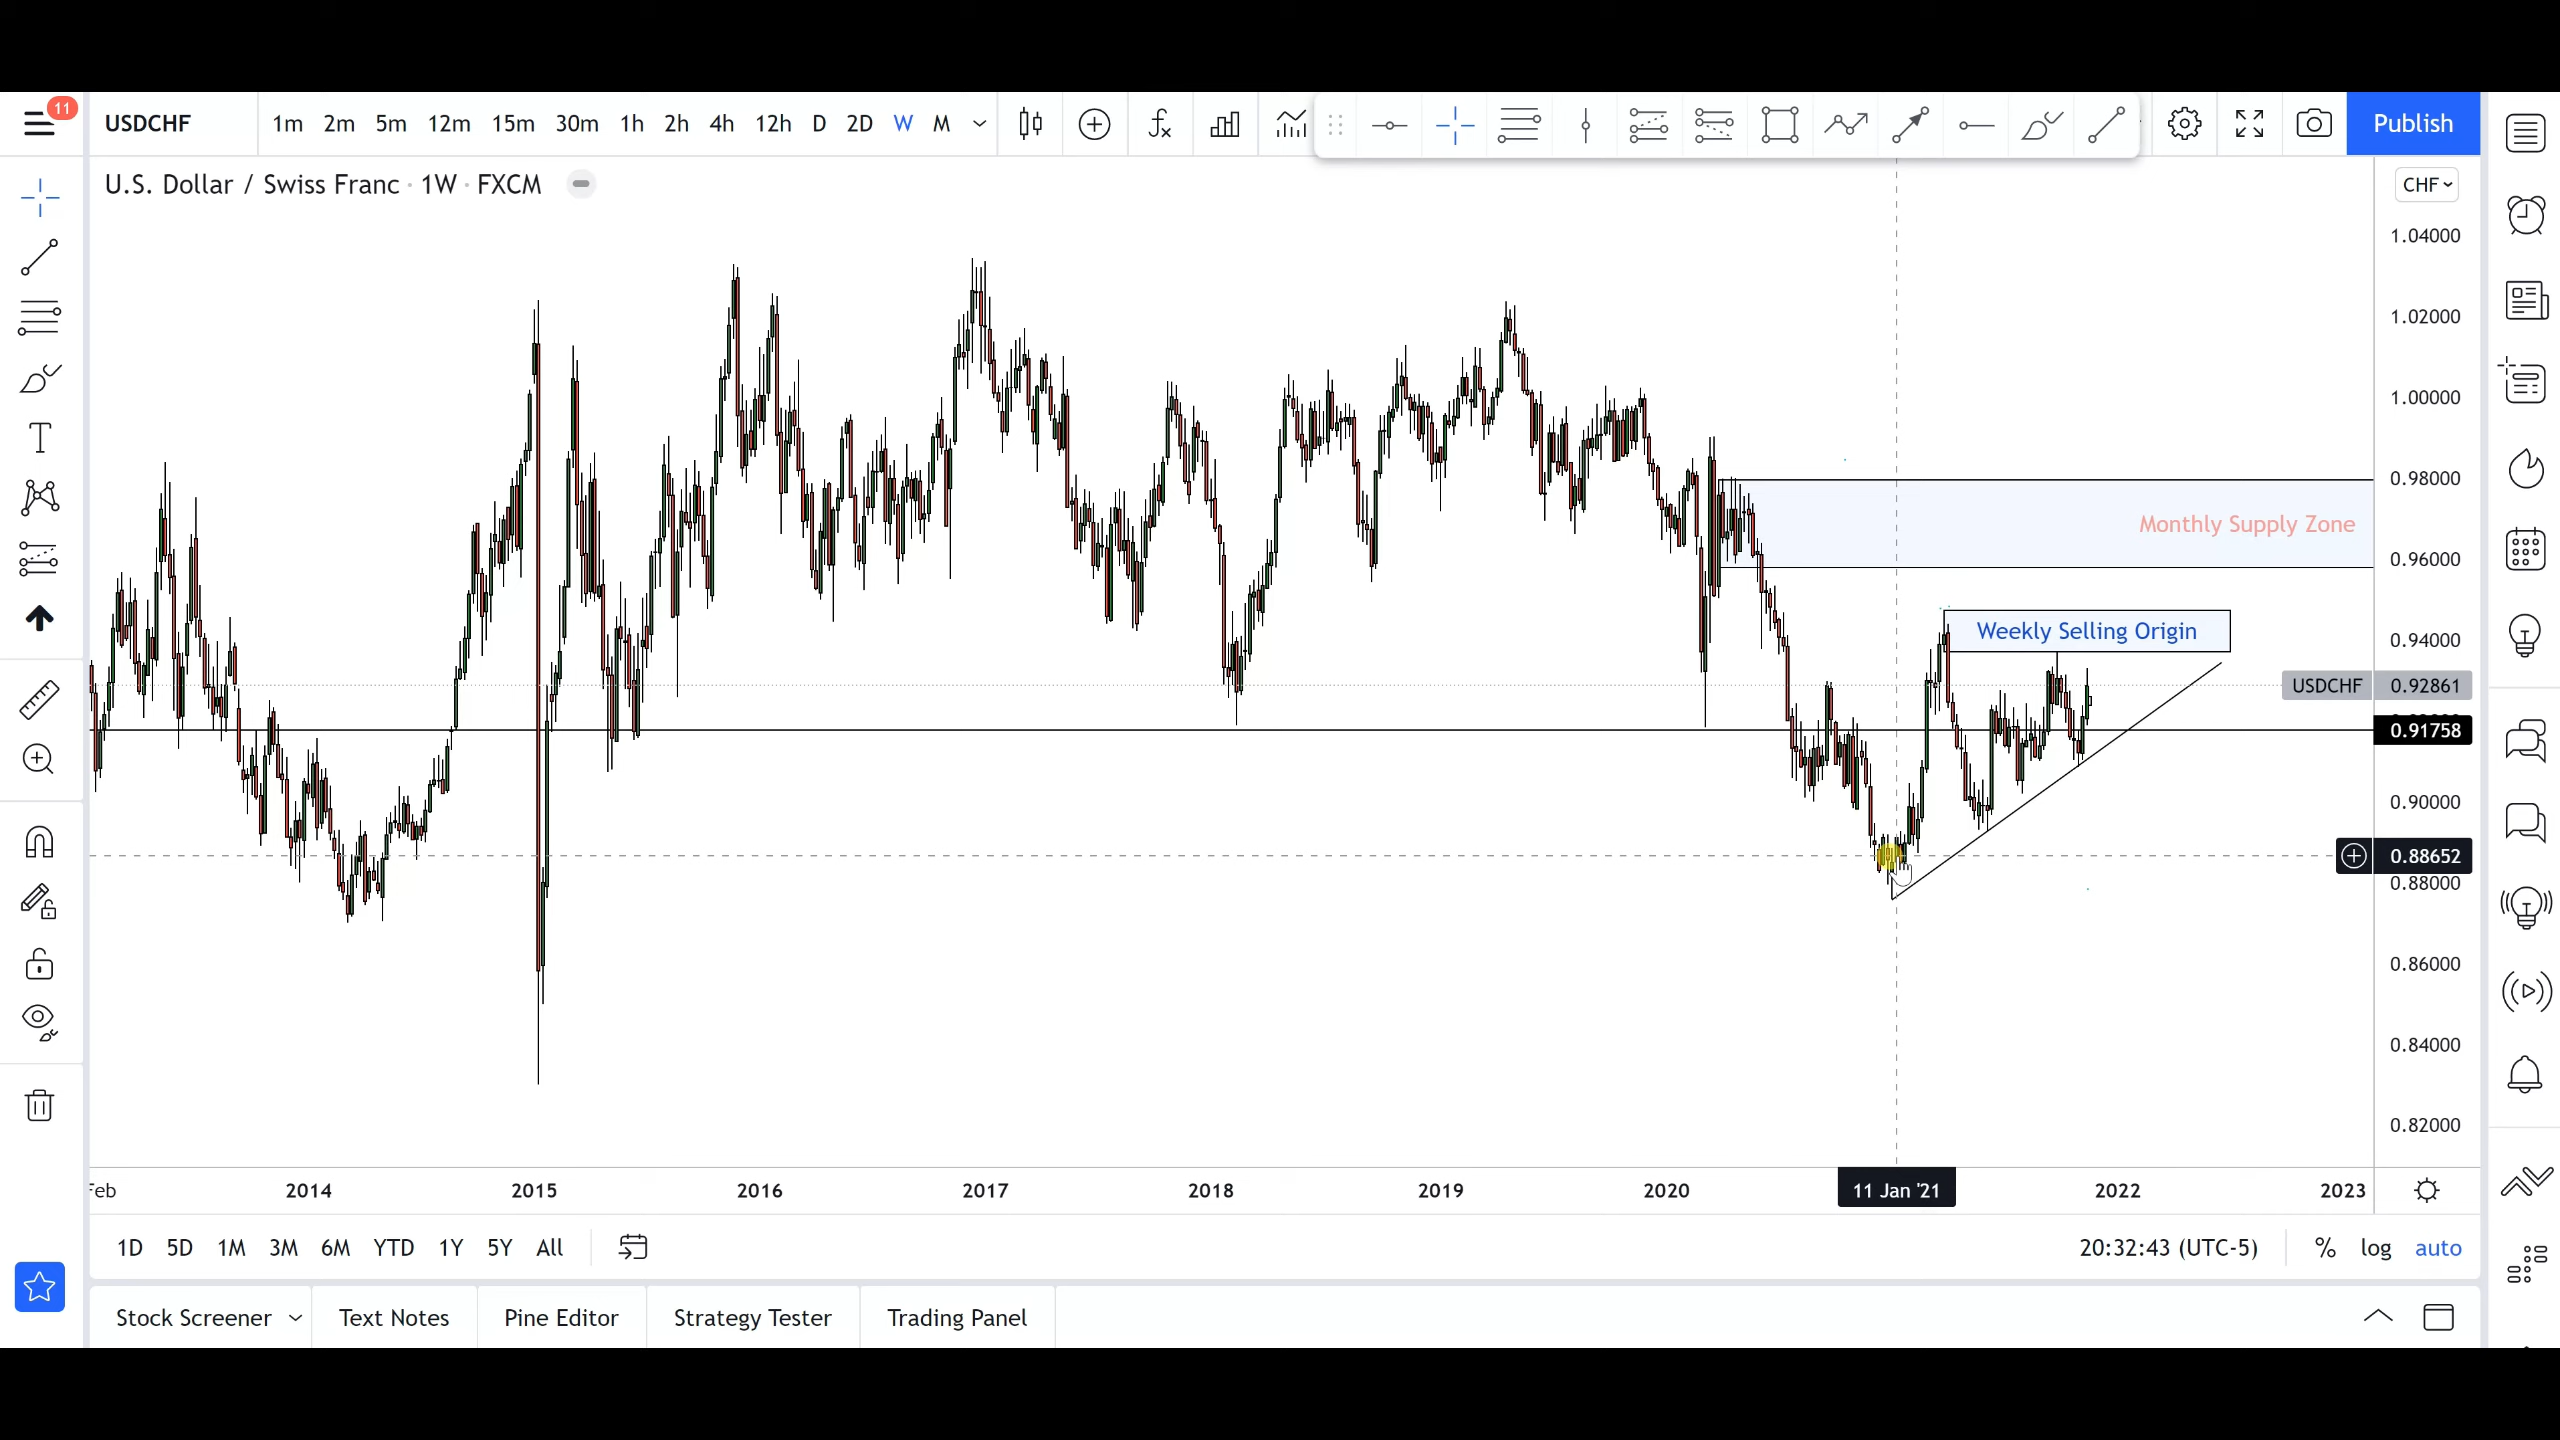 11
USDCHF 1m 2m 5m 12m 15m 30m 1h 2h 4h 12h D 2D W M Publish
U.S. Dollar / Swiss Franc · 1W · FXCM
CHF
1.04000
1.02000
1.00000
0.98000
Monthly Supply Zone
0.96000
Weekly Selling Origin
0.94000
USDCHF 0.92861
0.91758
0.90000
0.88652
0.88000
0.86000
0.84000
0.82000
Feb 2014 2015 2016 2017 2018 2019 2020 11 Jan '21 2022 2023
1D 5D 1M 3M 6M YTD 1Y 5Y All 20:32:43 (UTC-5) % log auto
Stock Screener Text Notes Pine Editor Strategy Tester Trading Panel